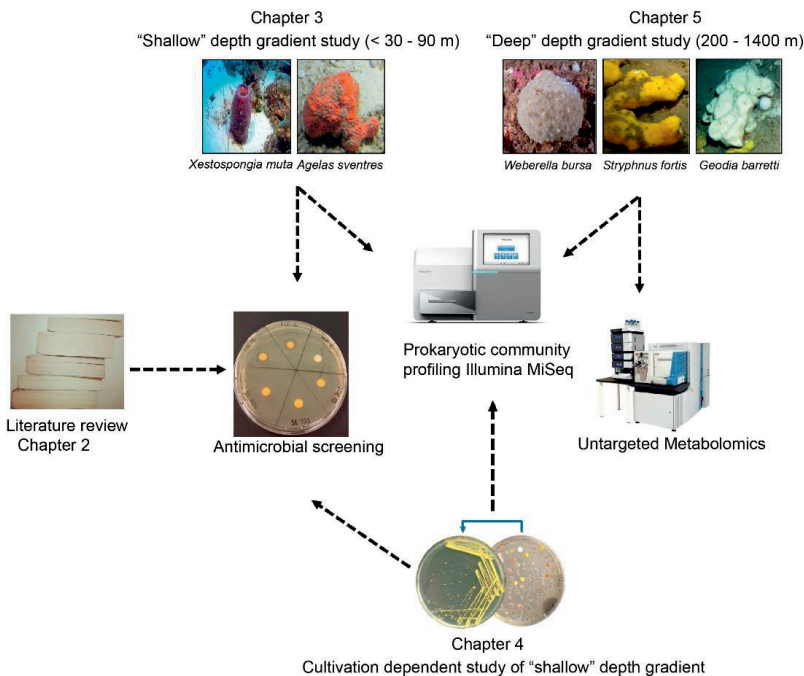 Chapter 3
"Shallow" depth gradient study (< 30 - 90 m)
Xestospongia muta
Agelas sventres
Chapter 5
"Deep" depth gradient study (200 - 1400 m)
Weberella bursa
Stryphnus fortis
Geodia barretti
Prokaryotic community
profiling Illumina MiSeq
Literature review
Chapter 2
Antimicrobial screening
Untargeted Metabolomics
Chapter 4
Cultivation dependent study of "shallow" depth gradient